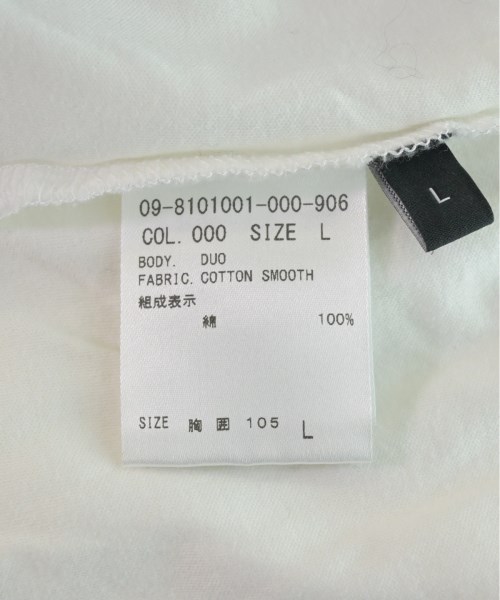 09-8101001-000-906
COL. 000 SIZE L
BODY. DUO
FABRIC. COTTON SMOOTH
組成表示
綿 100%
SIZE 胸囲 105 L
L